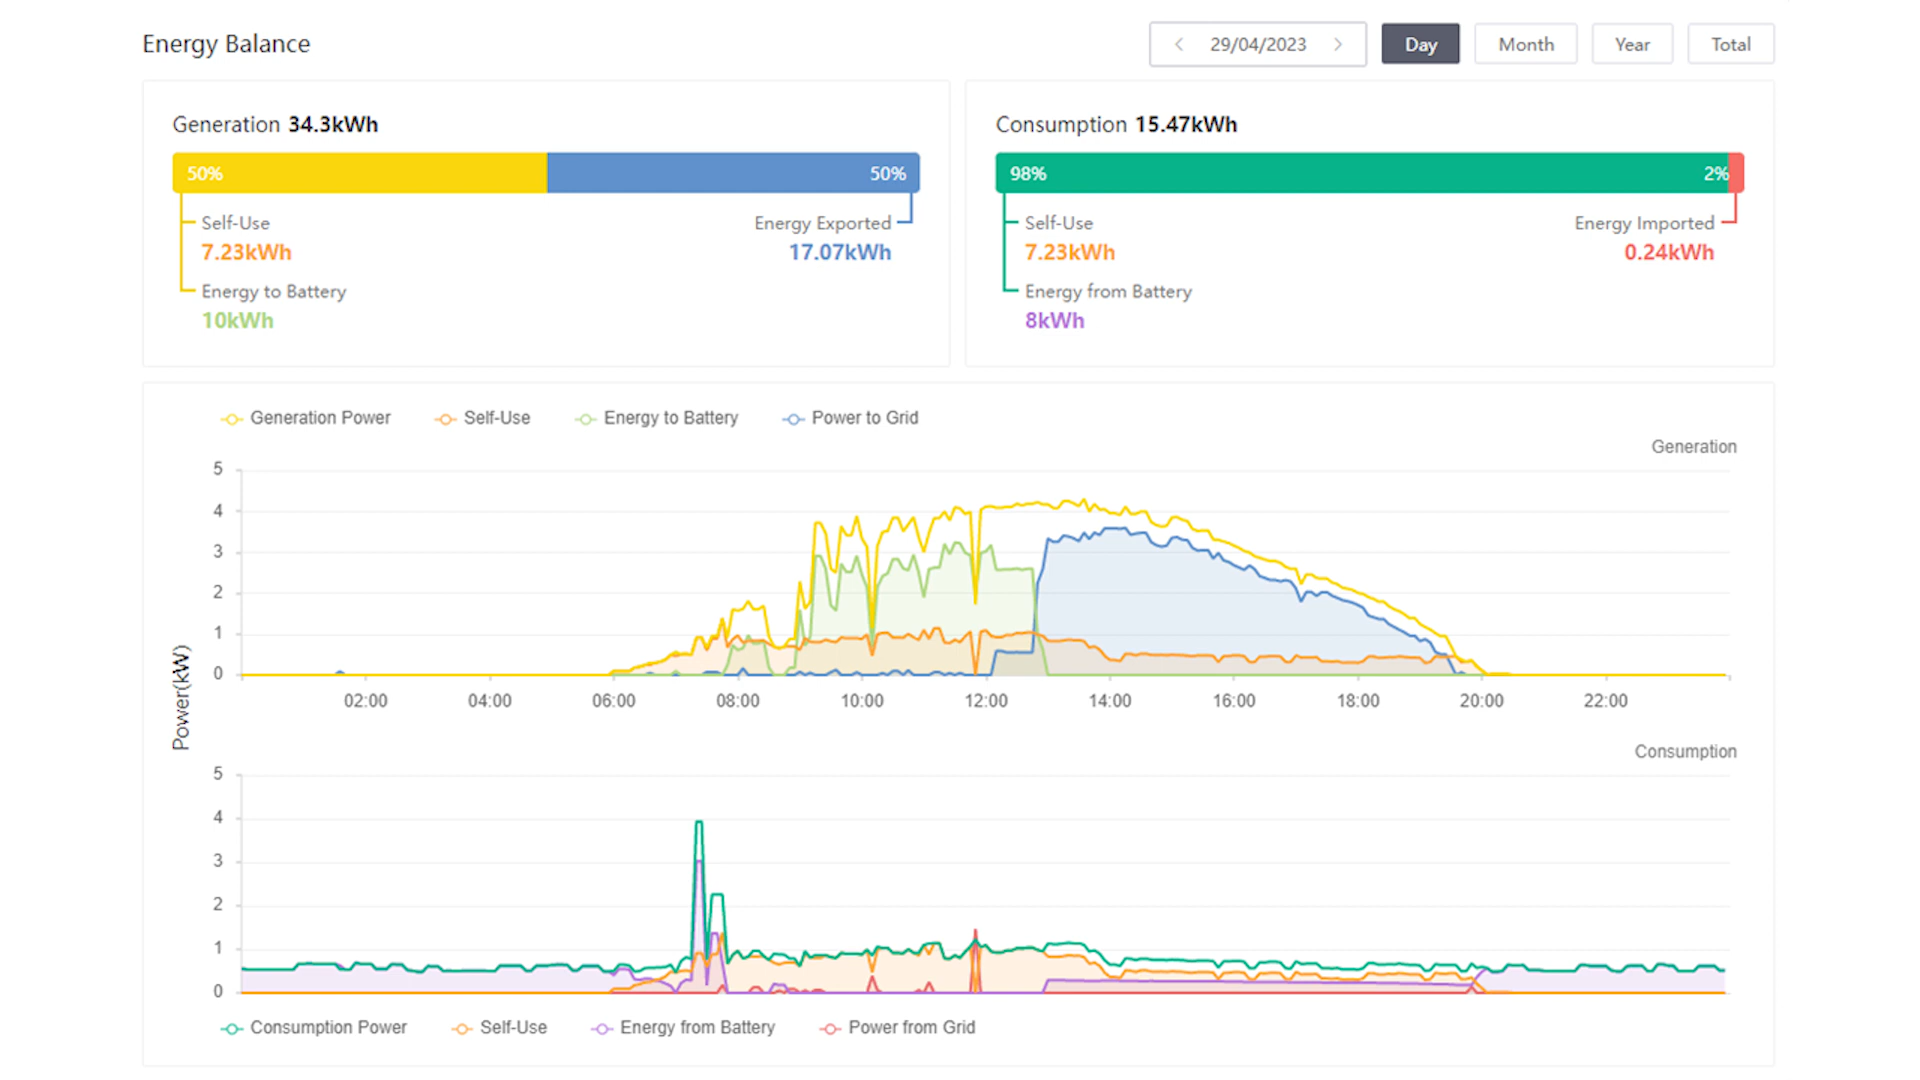 Energy Balance
29/04/2023
Day
Month
Year
Total
Generation 34.3kWh
50%
50%
Self-Use
7.23kWh
Energy Exported
17.07kWh
Energy to Battery
10kWh
Consumption 15.47kWh
98%
2%
Self-Use
7.23kWh
Energy Imported
0.24kWh
Energy from Battery
8kWh
Generation Power
Self-Use
Energy to Battery
Power to Grid
Generation
5
4
3
2
1
0
02:00
04:00
06:00
08:00
10:00
12:00
14:00
16:00
18:00
20:00
22:00
Power(kW)
Consumption
5
4
3
2
1
0
Consumption Power
Self-Use
Energy from Battery
Power from Grid